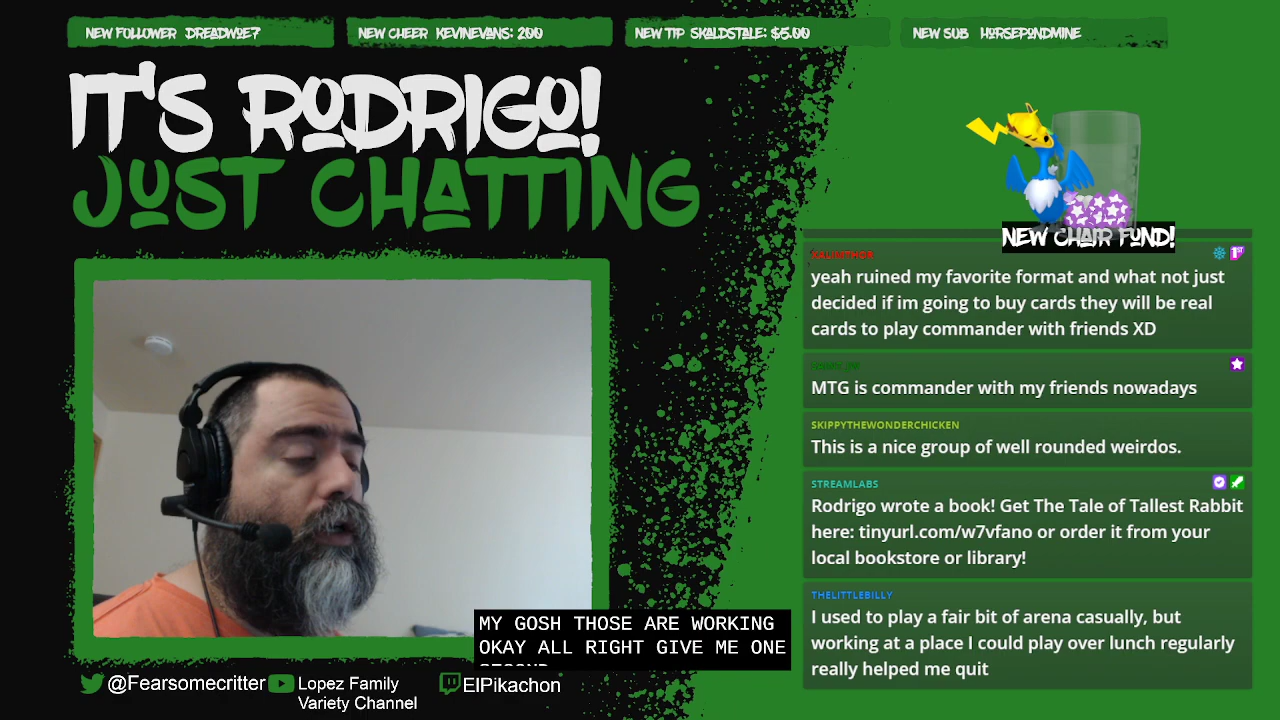 NEW FOLLOWER DREADWOE7
NEW CHEER KEVINEVANS: 200
NEW TIP SKALDSTALE: $5.00
NEW SUB HORSEPONDMINE
IT'S RODRIGO!
JUST CHATTING
NEW CHAIR FUND!
KALINTHOR
yeah ruined my favorite format and what not just
decided if im going to buy cards they will be real
cards to play commander with friends XD
MTG is commander with my friends nowadays
SKIPPYTHEWONDERCHICKEN
This is a nice group of well rounded weirdos.
STREAMLABS
Rodrigo wrote a book! Get The Tale of Tallest Rabbit
here: tinyurl.com/w7vfano or order it from your
local bookstore or library!
THELITTLEBILLY
I used to play a fair bit of arena casually, but
working at a place I could play over lunch regularly
really helped me quit
MY GOSH THOSE ARE WORKING
OKAY ALL RIGHT GIVE ME ONE
@Fearsomecritter
Lopez Family
Variety Channel
ElPikachon